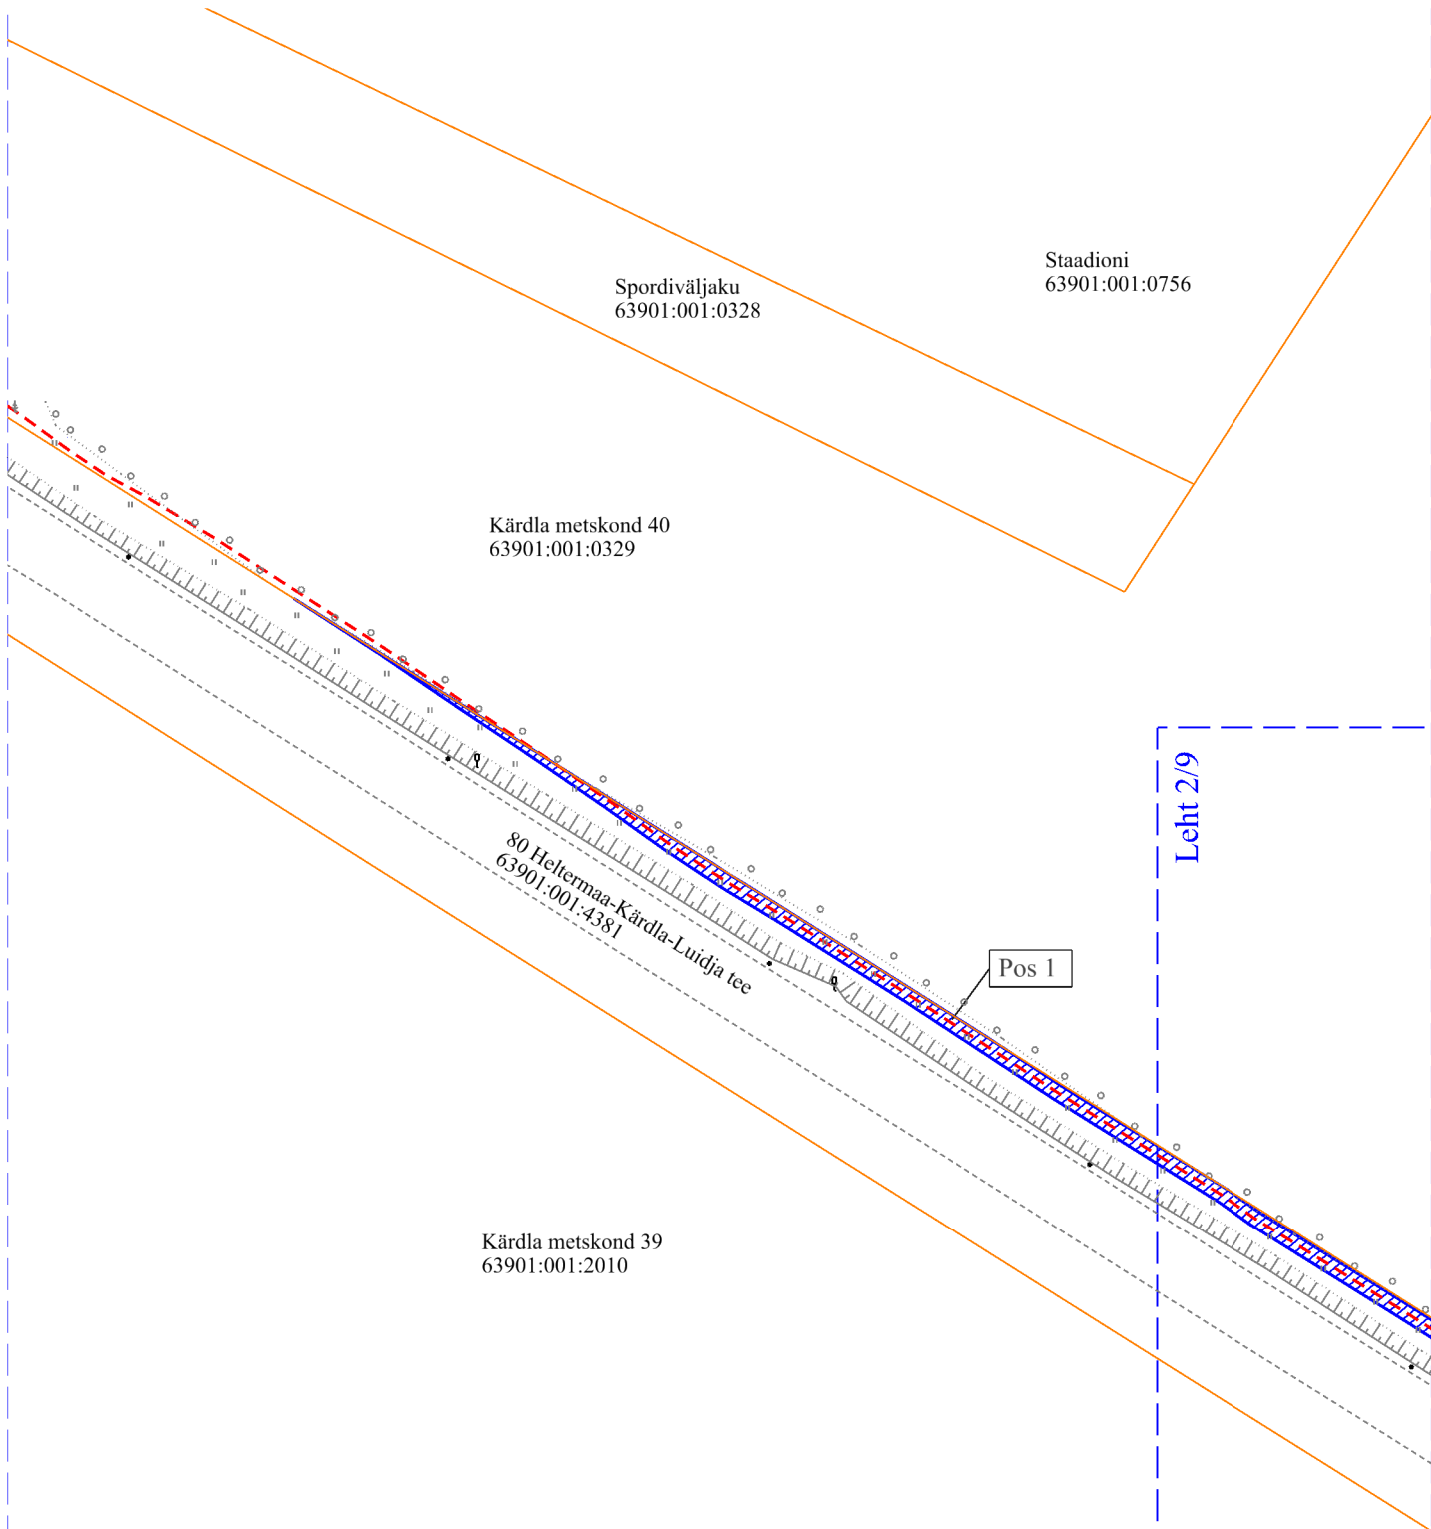 Staadioni
63901:001:0756
Spordiväljaku
63901:001:0328
Kärdla metskond 40
63901:001:0329
Leht 2/9
80 Heltermaa-Kärdla-Luidja tee
63901:001:4381
Pos 1
Kärdla metskond 39
63901:001:2010